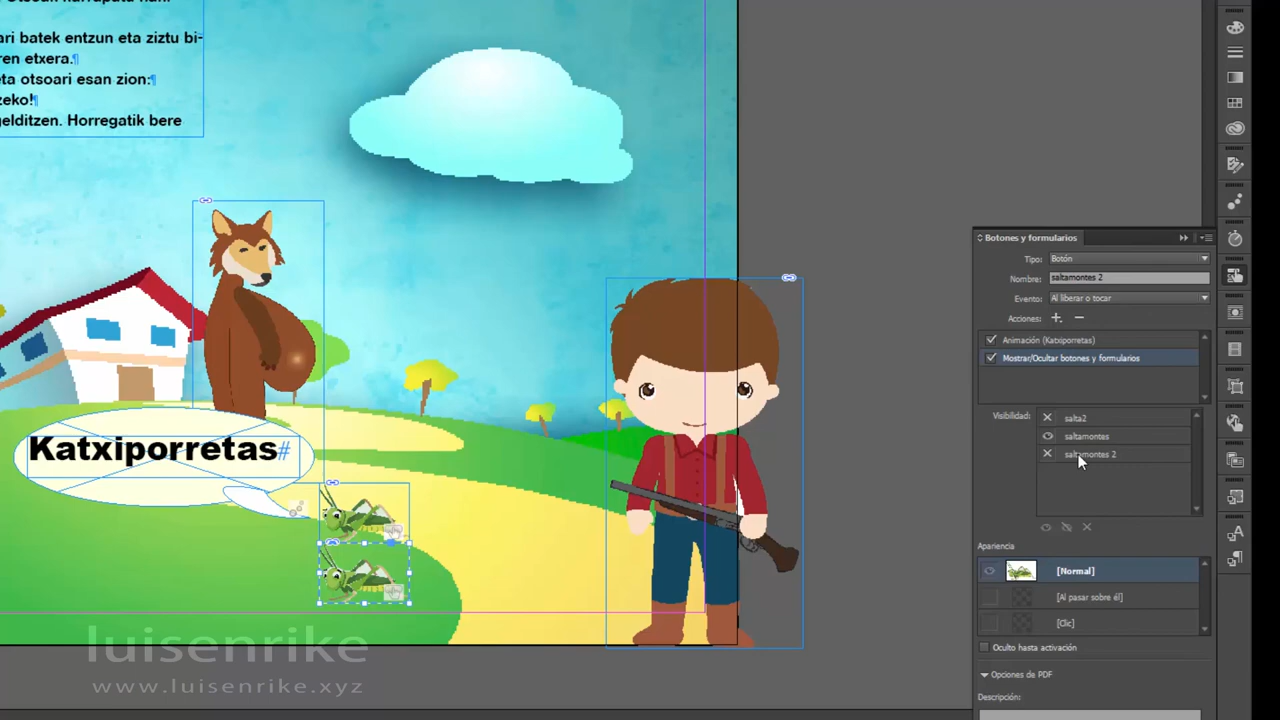 ari batek entzun eta ziztu bi-
ren etxera.¶
eta otsoari esan zion:¶
zeko!¶
gelditzen. Horregatik bere
Katxiporretas#
luisenrike
www.luisenrike.xyz
Botones y formularios
Tipo: Botón
Nombre: saltamontes 2
Evento: Al liberar o tocar
Acciones:
Animación (Katxiporretas)
Mostrar/Ocultar botones y formularios
Visibilidad:
salta2
saltamontes
saltamontes 2
Apariencia
[Normal]
[Al pasar sobre él]
[Clic]
Oculto hasta activación
Opciones de PDF
Descripción: